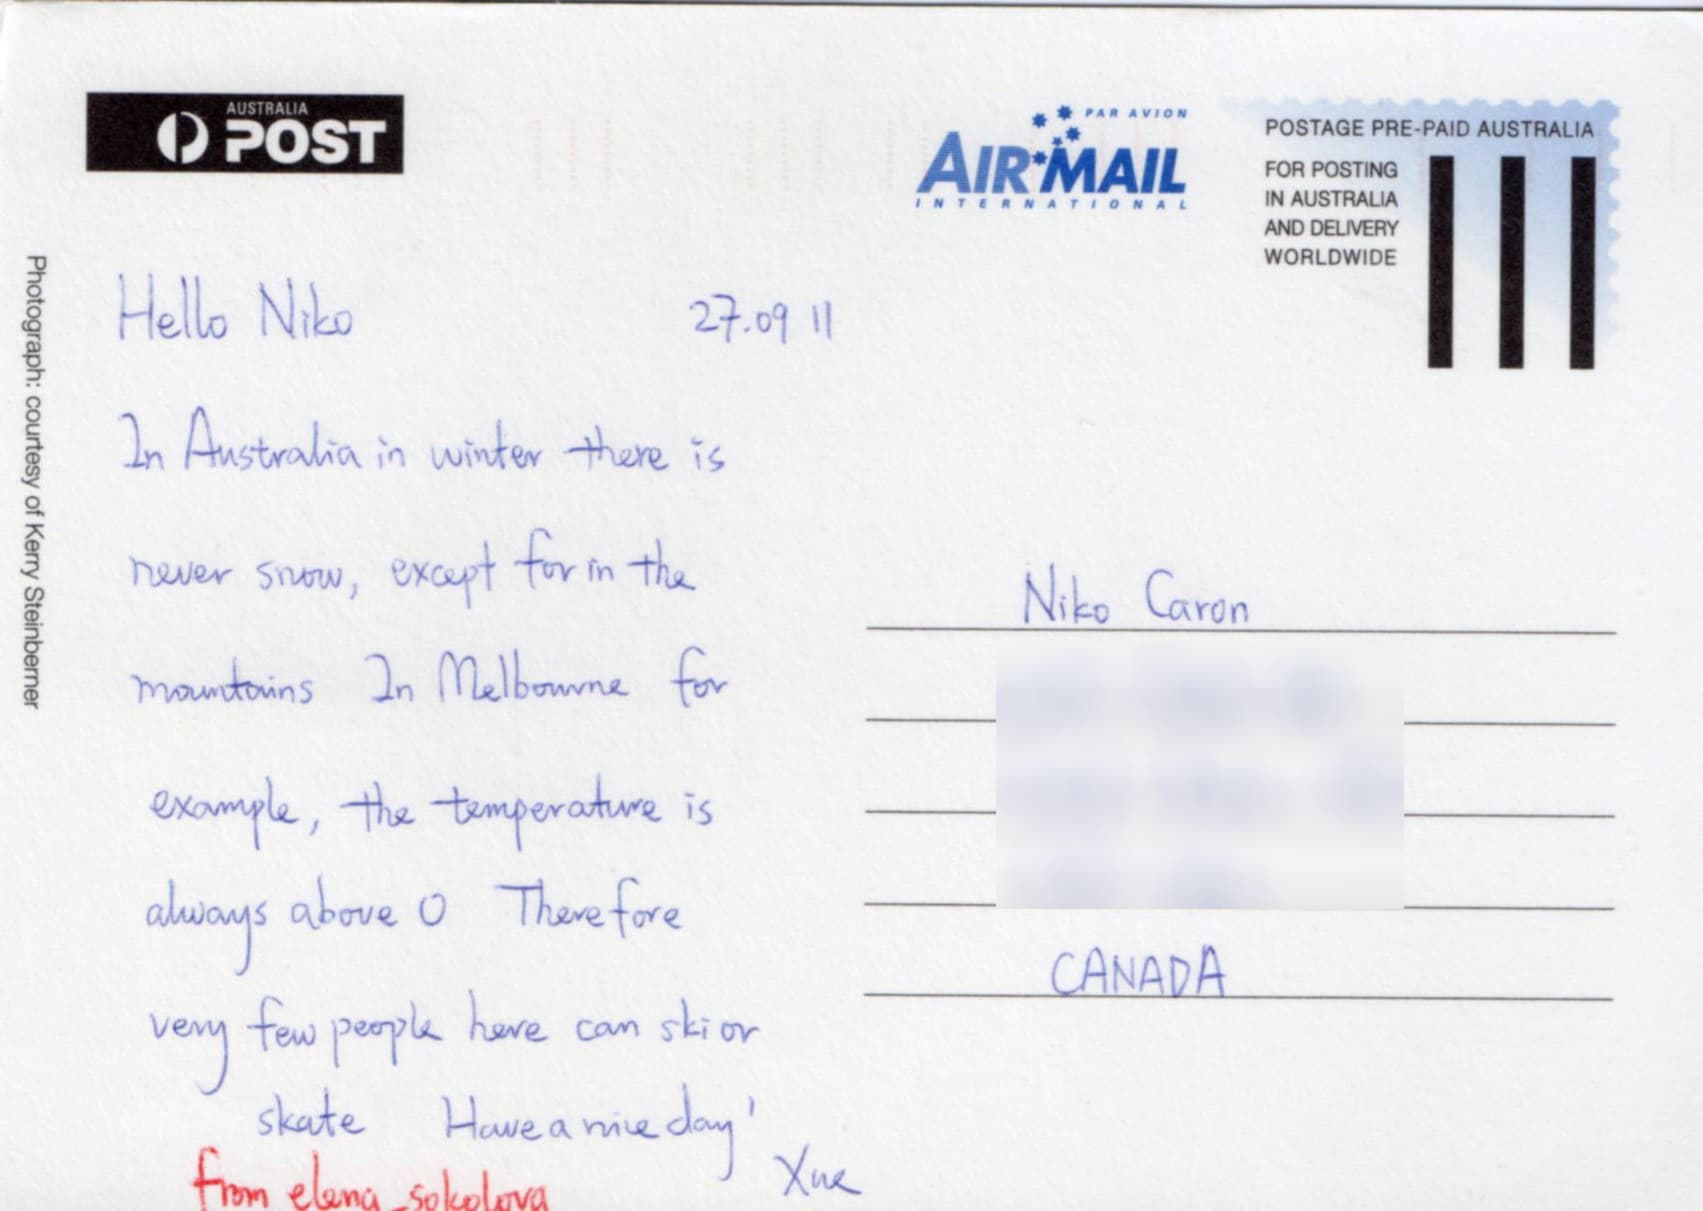 AUSTRALIA
POST
PAR AVION
AIR MAIL
INTERNATIONAL
POSTAGE PRE-PAID AUSTRALIA
FOR POSTING
IN AUSTRALIA
AND DELIVERY
WORLDWIDE
Photograph: courtesy of Kerry Steinberner
Hello Niko 27.09 11
In Australia in winter there is
never snow, except for in the
mountains In Melbourne for
example, the temperature is
always above 0 Therefore
very few people here can ski or
skate Have a nice day'
Xue
from elena_sokolova
Niko Caron
CANADA